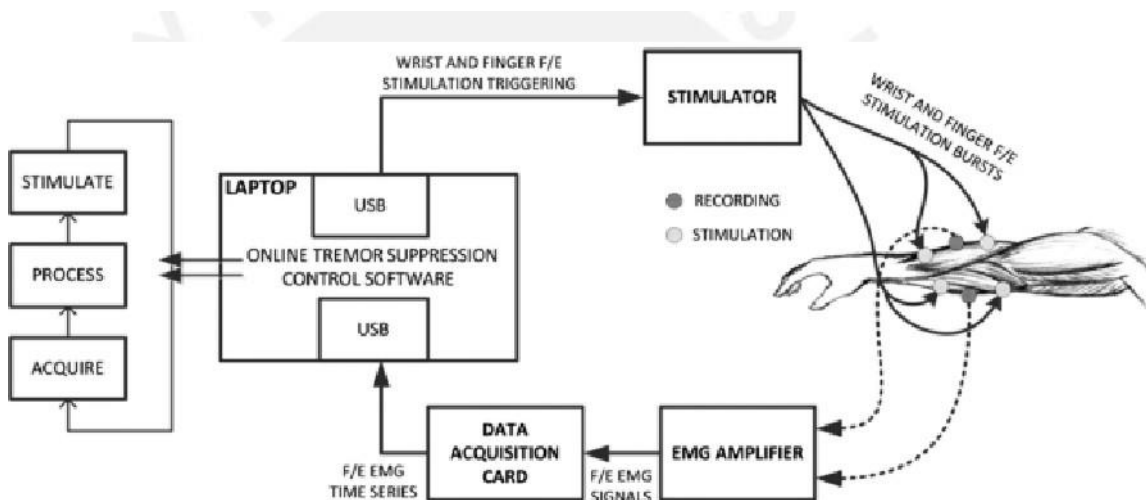 WRIST AND FINGER F/E
STIMULATION TRIGGERING
STIMULATOR
WRIST AND FINGER F/E
STIMULATION BURSTS
STIMULATE
PROCESS
ACQUIRE
LAPTOP
USB
ONLINE TREMOR SUPPRESSION
CONTROL SOFTWARE
USB
RECORDING
STIMULATION
DATA
ACQUISITION
CARD
EMG AMPLIFIER
F/E EMG
TIME SERIES
F/E EMG
SIGNALS